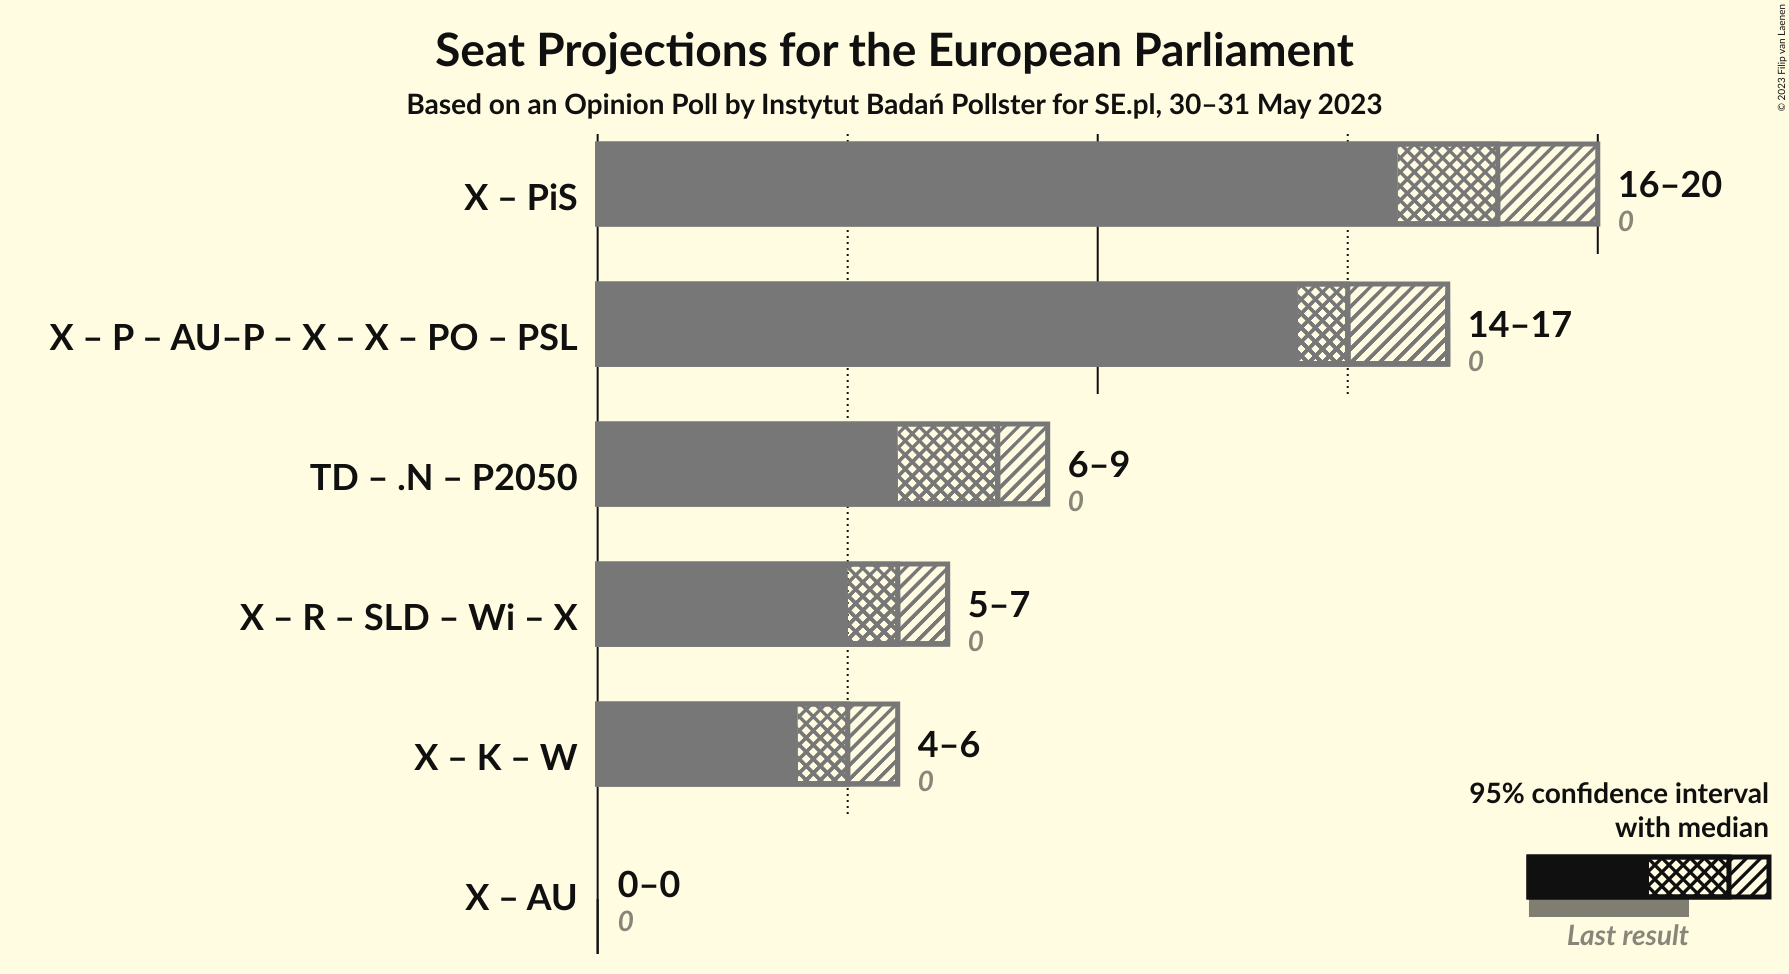 Seat Projections for the European Parliament
Based on an Opinion Poll by Instytut Badań Pollster for SE.pl, 30–31 May 2023
© 2023 Filip van Laenen
X – PiS
16–20
0
X – P – AU–P – X – X – PO – PSL
14–17
0
TD – .N – P2050
6–9
0
X – R – SLD – Wi – X
5–7
0
X – K – W
4–6
0
X – AU
0–0
0
95% confidence interval
with median
Last result